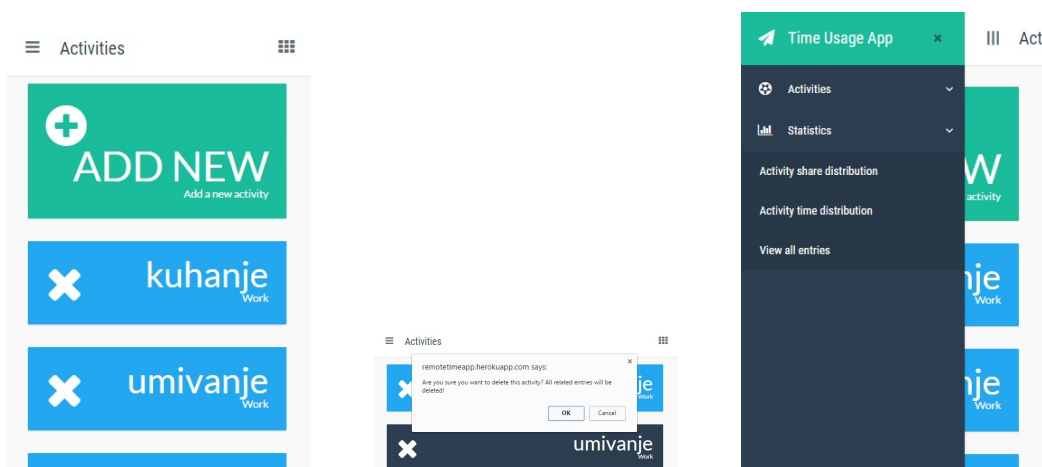 Activities
ADD NEW
Add a new activity
kuhanje
Work
umivanje
Work
Activities
remotetimeapp.herokuapp.com says:
Are you sure you want to delete this activity? All related entries will be
deleted!
OK Cancel
je
Work
umivanje
Work
Time Usage App
Activities
Statistics
Activity share distribution
Activity time distribution
View all entries
Act
W
activity
nje
Work
nje
Work